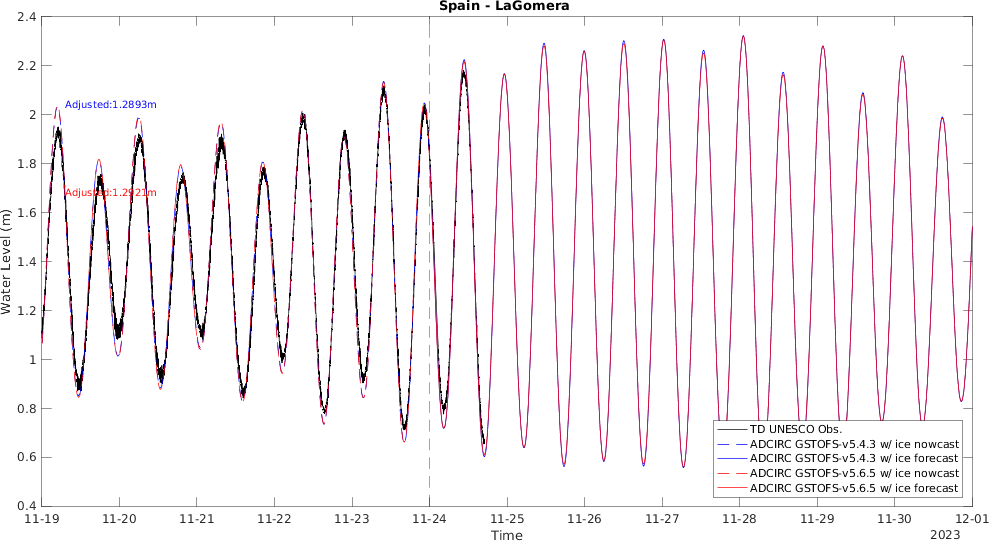 Spain - LaGomera
Water Level (m)
2.4
2.2
2
1.8
1.6
1.4
1.2
1
0.8
0.6
0.4
Adjusted:1.2893m
Adjusted:1.2921m
TD UNESCO Obs.
ADCIRC GSTOFS-v5.4.3 w/ ice nowcast
ADCIRC GSTOFS-v5.4.3 w/ ice forecast
ADCIRC GSTOFS-v5.6.5 w/ ice nowcast
ADCIRC GSTOFS-v5.6.5 w/ ice forecast
11-19 11-20 11-21 11-22 11-23 11-24 11-25 11-26 11-27 11-28 11-29 11-30 12-01
Time
2023